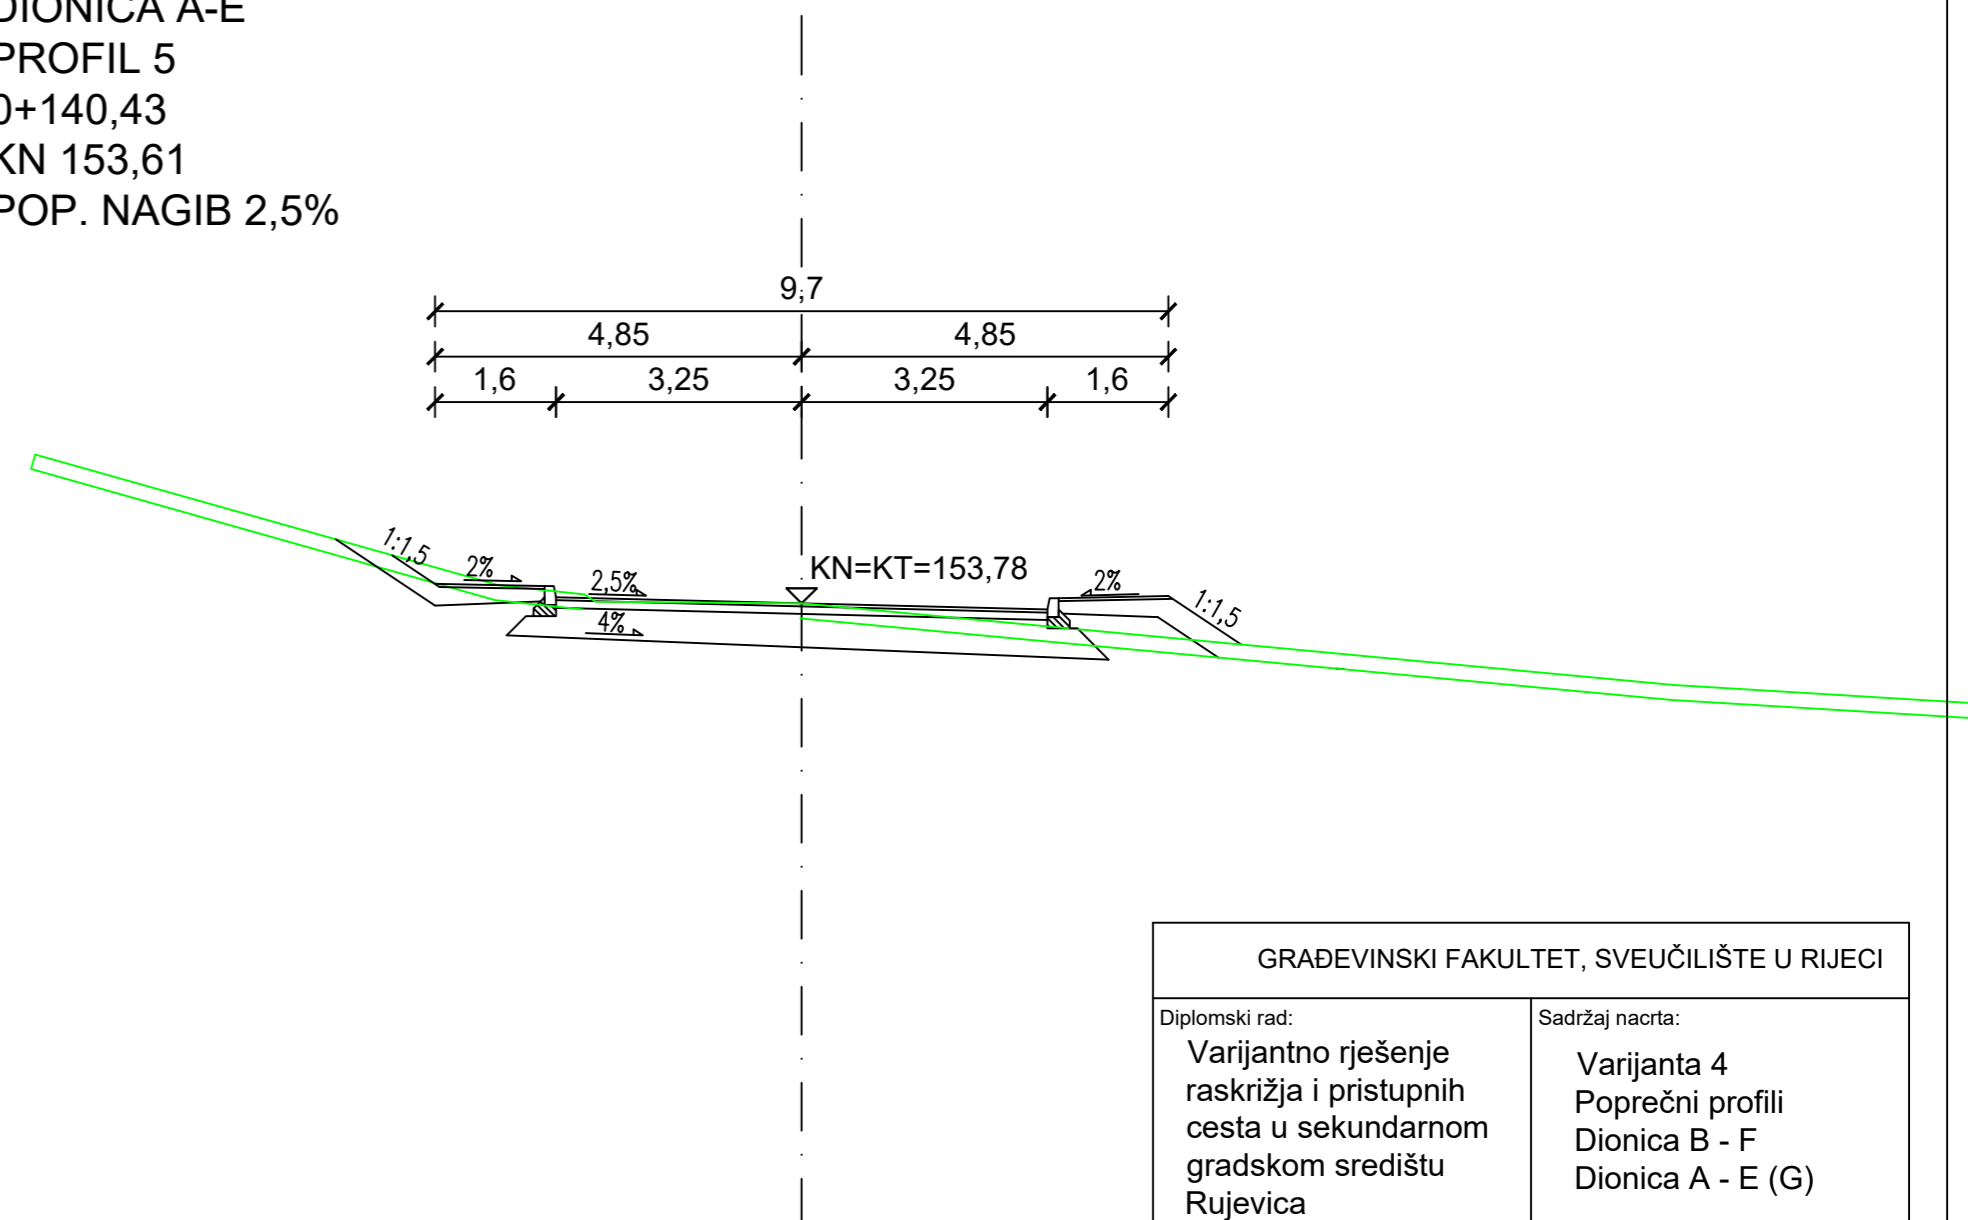 DIONICA A-E
PROFIL 5
0+140,43
KN 153,61
POP. NAGIB 2,5%
9,7
4,85 4,85
1,6 3,25 3,25 1,6
1:1,5 2% 2,5% KN=KT=153,78 2% 1:1,5
4%
GRAĐEVINSKI FAKULTET, SVEUČILIŠTE U RIJECI
Diplomski rad:
Varijantno rješenje
raskrižja i pristupnih
cesta u sekundarnom
gradskom središtu
Rujevica
Sadržaj nacrta:
Varijanta 4
Poprečni profili
Dionica B - F
Dionica A - E (G)